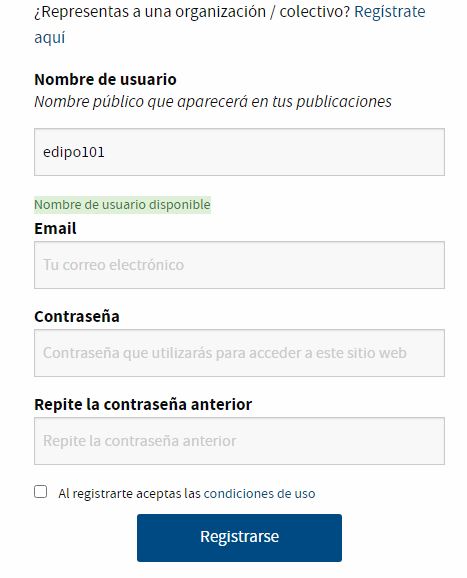 ¿Representas a una organización / colectivo? Regístrate
aquí
Nombre de usuario
Nombre público que aparecerá en tus publicaciones
edipo101
Nombre de usuario disponible
Email
Tu correo electrónico
Contraseña
Contraseña que utilizarás para acceder a este sitio web
Repite la contraseña anterior
Repite la contraseña anterior
Al registrarte aceptas las condiciones de uso
Registrarse